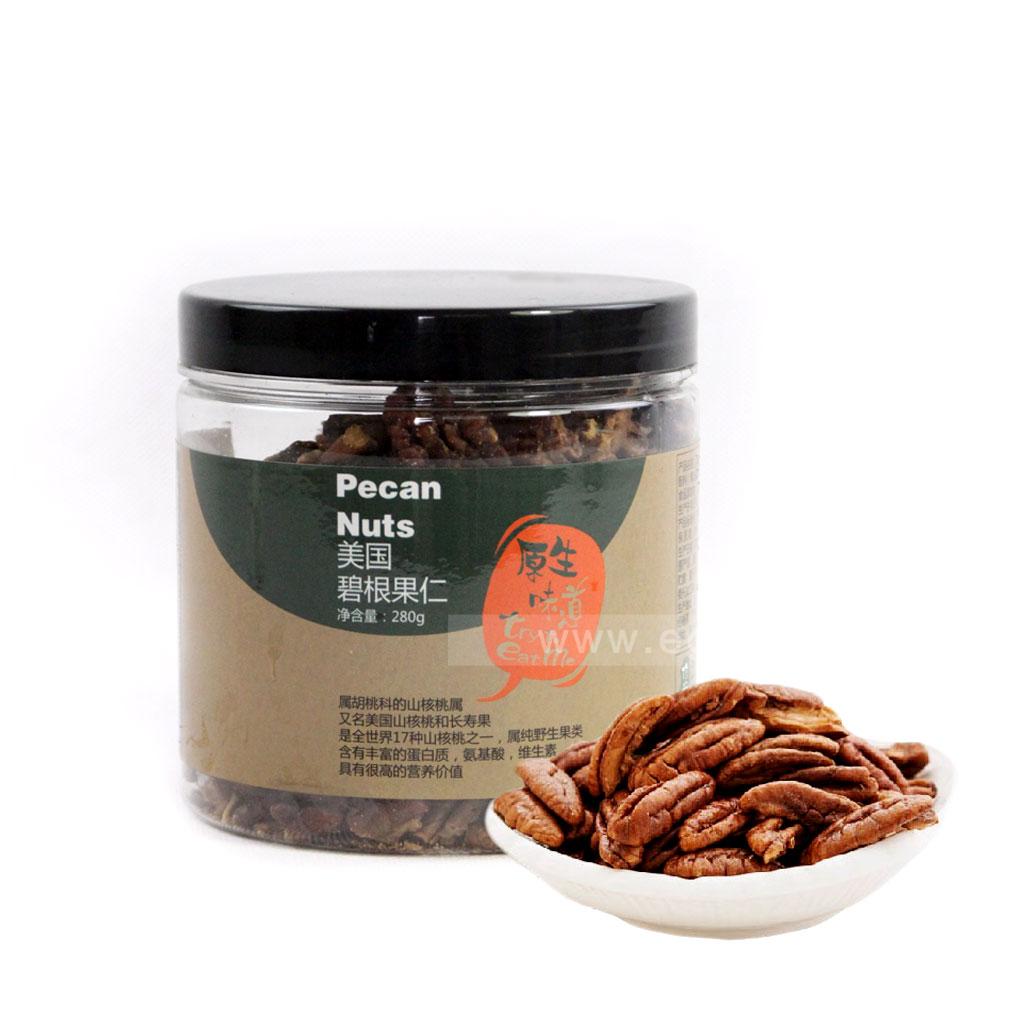 Pecan
Nuts
美国
碧根果仁
净含量：280g
原生
味道
try
eat Me
www.e
属胡桃科的山核桃属
又名美国山核桃和长寿果
是全世界17种山核桃之一，属纯野生果类
含有丰富的蛋白质，氨基酸，维生素
具有很高的营养价值